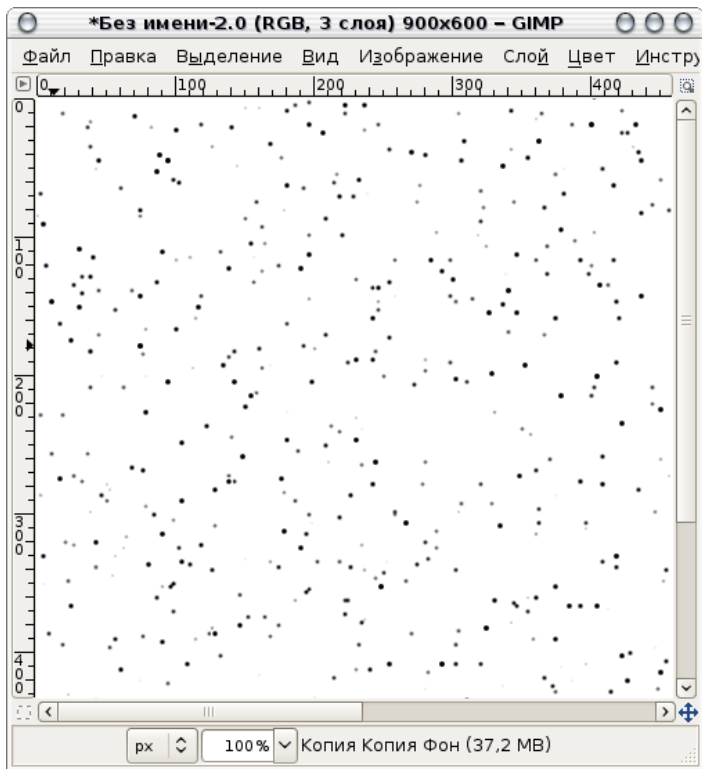 *Без имени-2.0 (RGB, 3 слоя) 900x600 – GIMP
Файл Правка Выделение Вид Изображение Слой Цвет Инстру
0 100 200 300 400
0
100
200
300
400
px 100% Копия Копия Фон (37,2 MB)